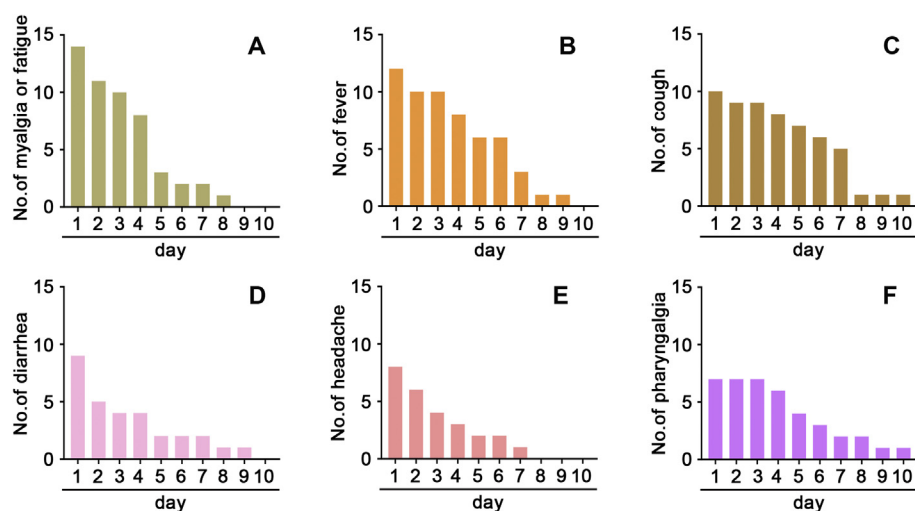 A
No.of myalgia or fatigue
15
10
5
0
1 2 3 4 5 6 7 8 9 10
day
B
No.of fever
15
10
5
0
1 2 3 4 5 6 7 8 9 10
day
C
No.of cough
15
10
5
0
1 2 3 4 5 6 7 8 9 10
day
D
No.of diarrhea
15
10
5
0
1 2 3 4 5 6 7 8 9 10
day
E
No.of headache
15
10
5
0
1 2 3 4 5 6 7 8 9 10
day
F
No.of pharyngalgia
15
10
5
0
1 2 3 4 5 6 7 8 9 10
day